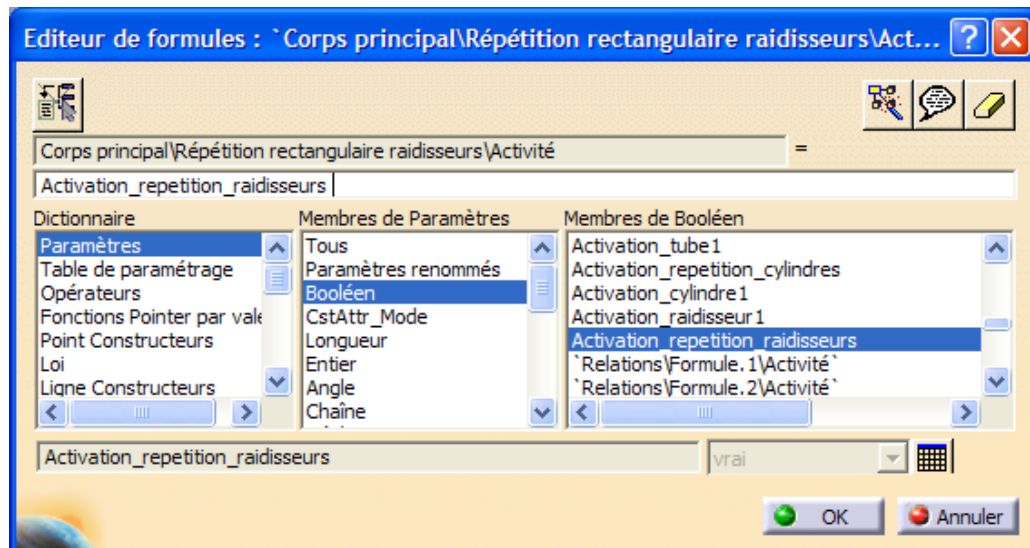 Editeur de formules : `Corps principal\Répétition rectangulaire raidisseurs\Act...
Corps principal\Répétition rectangulaire raidisseurs\Activité =
Activation_repetition_raidisseurs
Dictionnaire
Paramètres
Table de paramétrage
Opérateurs
Fonctions Pointer par vale
Point Constructeurs
Loi
Ligne Constructeurs
Membres de Paramètres
Tous
Paramètres renommés
Booléen
CstAttr_Mode
Longueur
Entier
Angle
Chaîne
Membres de Booléen
Activation_tube1
Activation_repetition_cylindres
Activation_cylindre1
Activation_raidisseur1
Activation_repetition_raidisseurs
`Relations\Formule.1\Activité`
`Relations\Formule.2\Activité`
Activation_repetition_raidisseurs
vrai
OK
Annuler